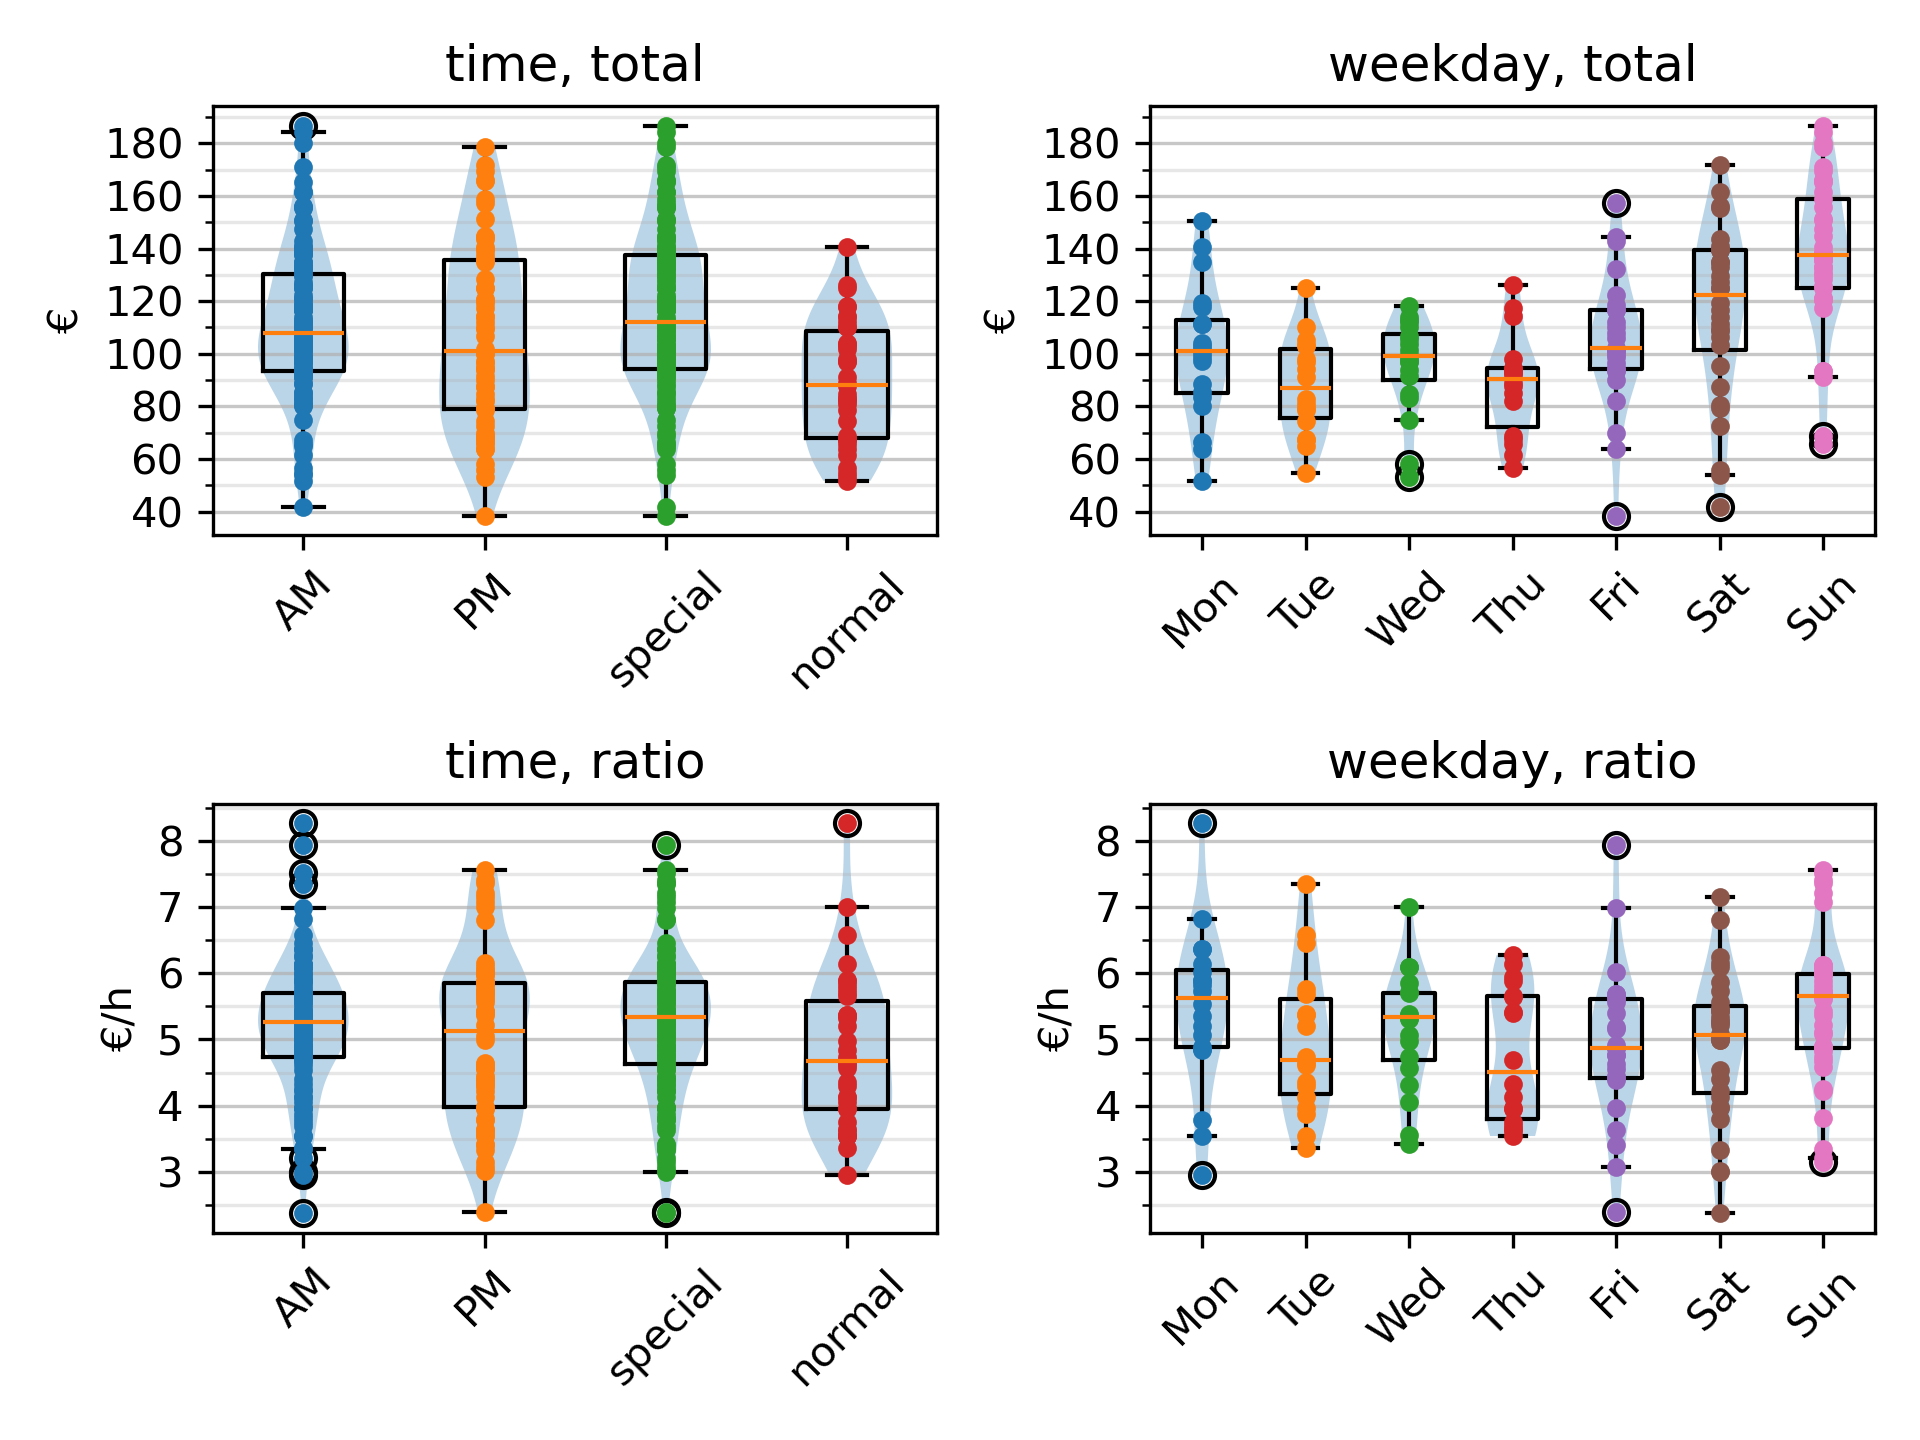 time, total
€
180
160
140
120
100
80
60
40
AM
PM
special
normal
weekday, total
€
180
160
140
120
100
80
60
40
Mon
Tue
Wed
Thu
Fri
Sat
Sun
time, ratio
€/h
8
7
6
5
4
3
AM
PM
special
normal
weekday, ratio
€/h
8
7
6
5
4
3
Mon
Tue
Wed
Thu
Fri
Sat
Sun